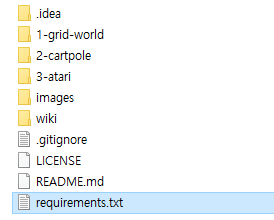 .idea
1-grid-world
2-cartpole
3-atari
images
wiki
.gitignore
LICENSE
README.md
requirements.txt